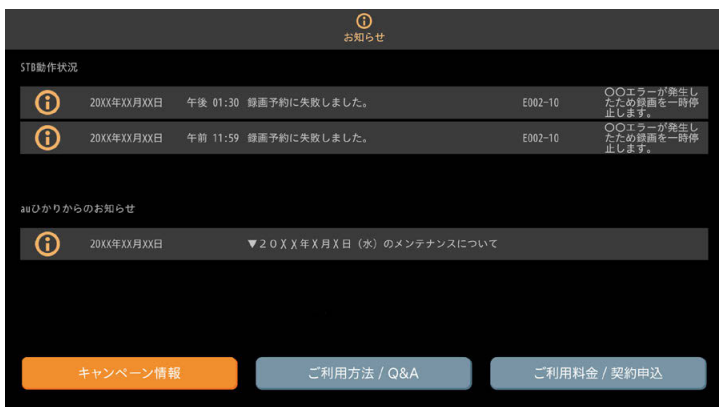 お知らせ
STB動作状況
20XX年XX月XX日 午後 01:30 録画予約に失敗しました。 E002-10 〇〇エラーが発生し
たため録画を一時停
止します。
20XX年XX月XX日 午前 11:59 録画予約に失敗しました。 E002-10 〇〇エラーが発生し
たため録画を一時停
止します。
auひかりからのお知らせ
20XX年XX月XX日 ▼20XX年X月X日（水）のメンテナンスについて
キャンペーン情報 ご利用方法 / Q&A ご利用料金 / 契約申込